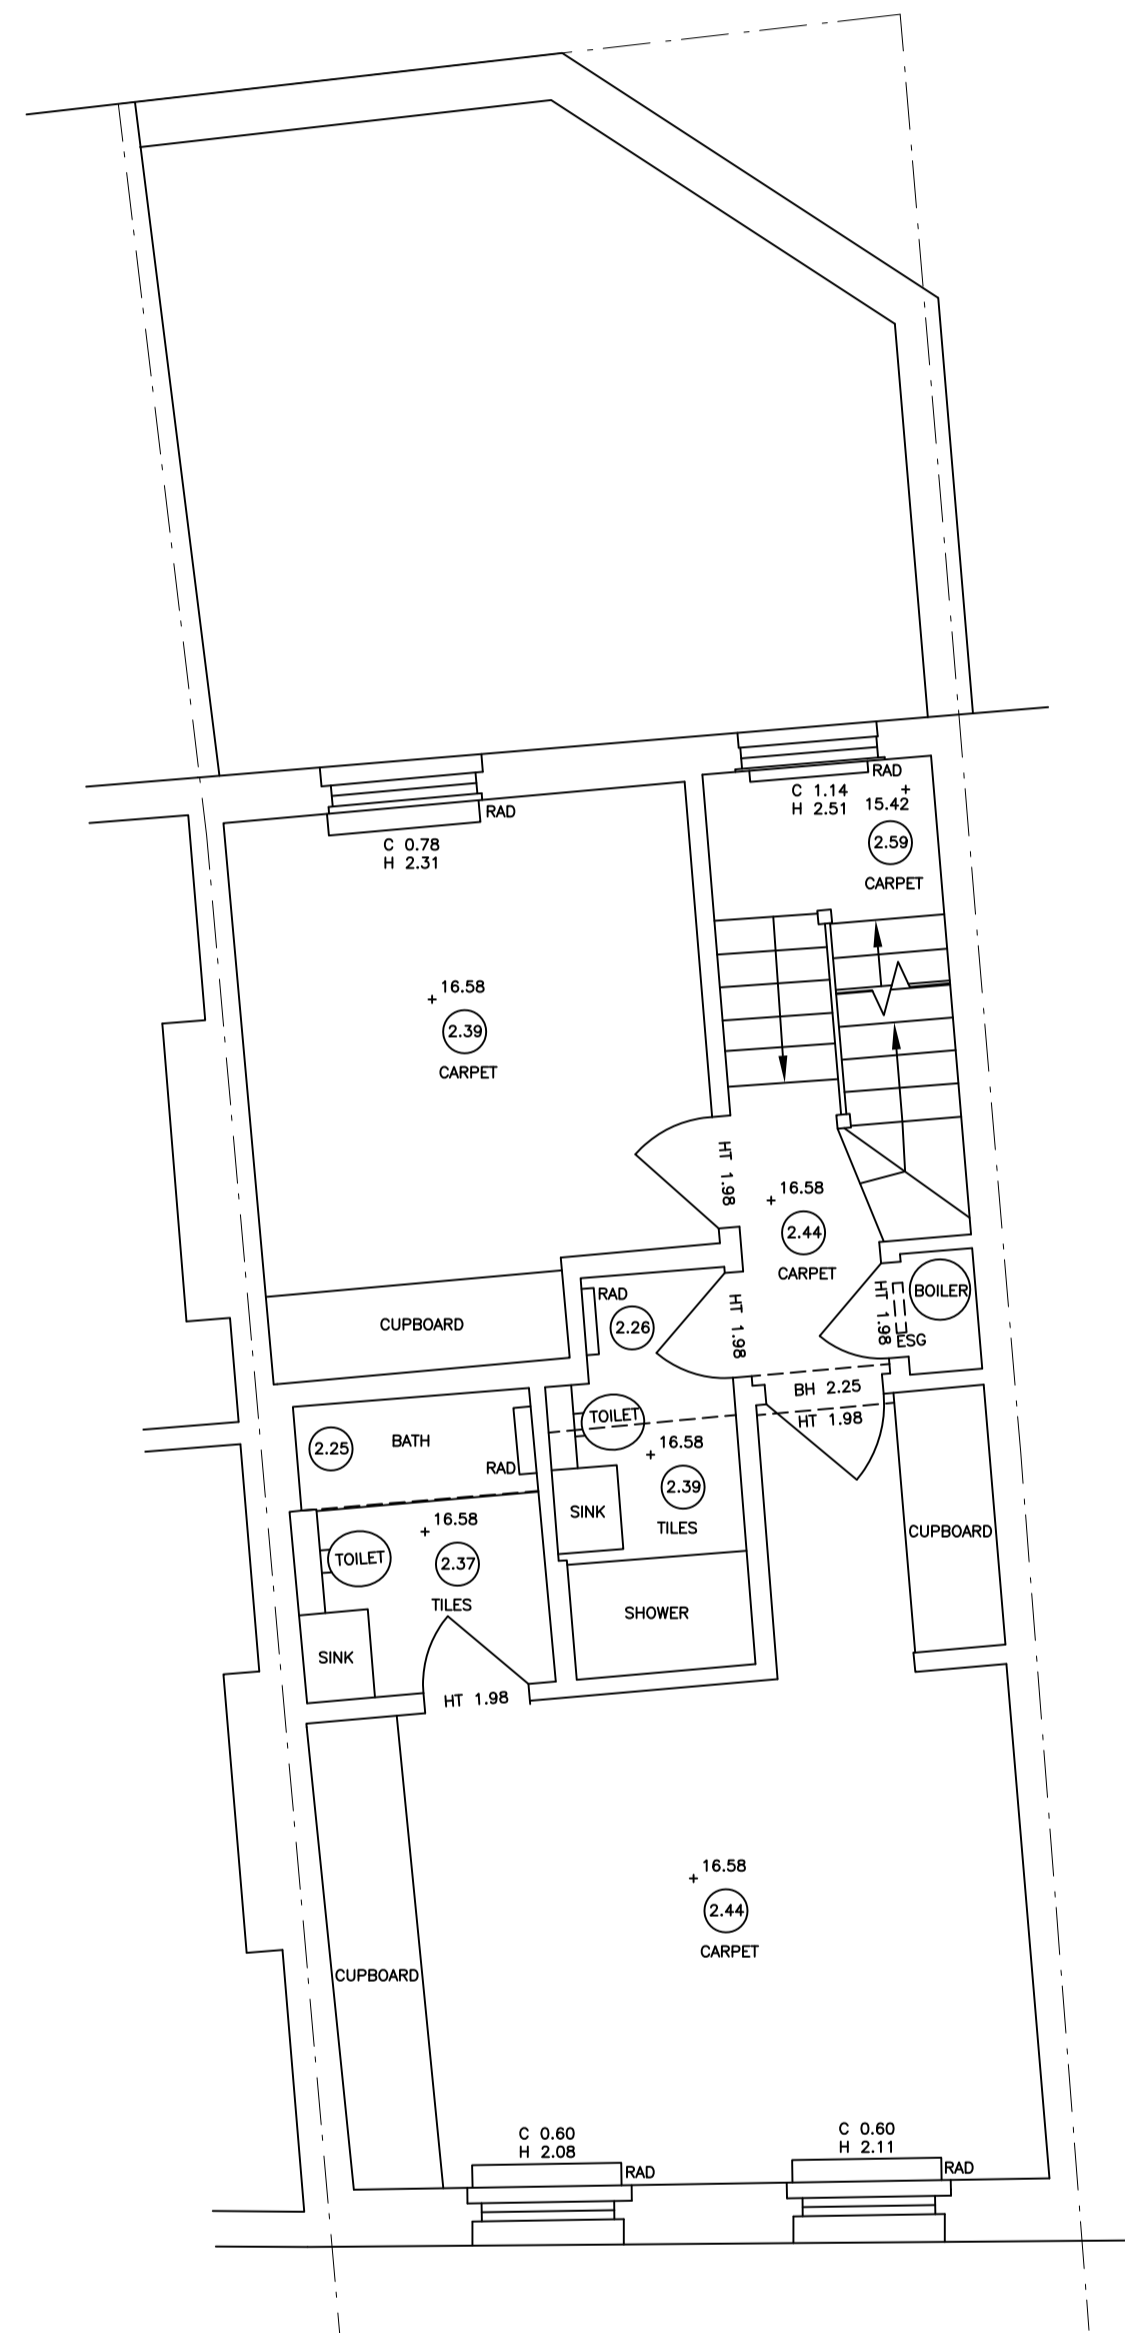 RAD
C 1.14
H 2.51
15.42
2.59
CARPET
RAD
C 0.78
H 2.31
16.58
2.39
CARPET
HT 1.98
16.58
2.44
CARPET
BOILER
HT 1.98
ESG
RAD
2.26
HT 1.98
CUPBOARD
BH 2.25
HT 1.98
TOILET
BATH
2.25
RAD
16.58
2.39
TILES
SINK
16.58
2.37
TILES
TOILET
CUPBOARD
SHOWER
SINK
HT 1.98
16.58
2.44
CARPET
CUPBOARD
C 0.60
H 2.08
RAD
C 0.60
H 2.11
RAD